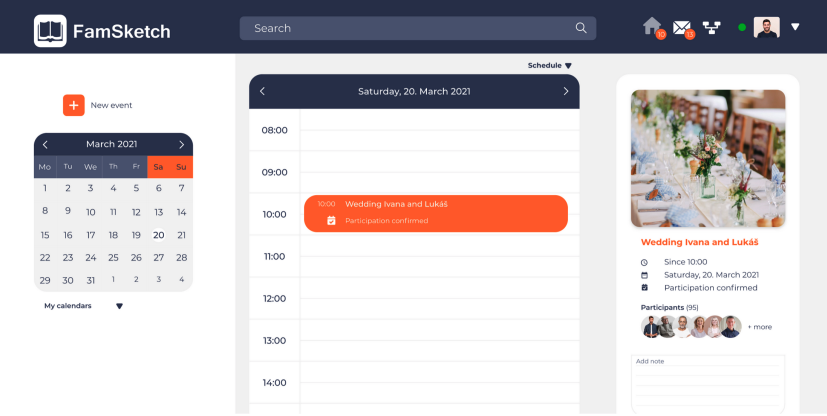 FamSketch
Search
10
13
Schedule
New event
March 2021
Mo Tu We Th Fr Sa Su
1 2 3 4 5 6 7
8 9 10 11 12 13 14
15 16 17 18 19 20 21
22 23 24 25 26 27 28
29 30 31 1 2 3 4
My calendars
Saturday, 20. March 2021
08:00
09:00
10:00
10:00 Wedding Ivana and Lukáš
Participation confirmed
11:00
12:00
13:00
14:00
Wedding Ivana and Lukáš
Since 10:00
Saturday, 20. March 2021
Participation confirmed
Participants (95)
+ more
Add note